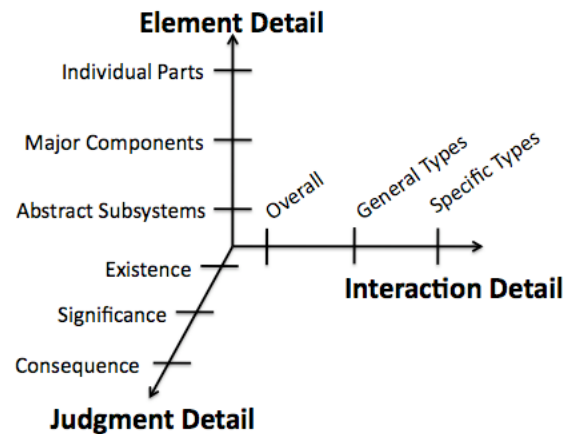 Element Detail
Individual Parts
Major Components
Abstract Subsystems
Overall
General Types
Specific Types
Existence
Interaction Detail
Significance
Consequence
Judgment Detail